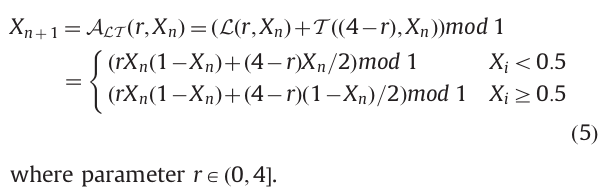 X_{n+1} = 𝒜_{ℒ𝒯}(r, X_n) = (ℒ(r, X_n) + 𝒯((4−r), X_n)) mod 1
= { (rX_n(1−X_n) + (4−r)X_n/2) mod 1 X_i < 0.5
(rX_n(1−X_n) + (4−r)(1−X_n)/2) mod 1 X_i ≥ 0.5
(5)
where parameter r ∈ (0, 4].